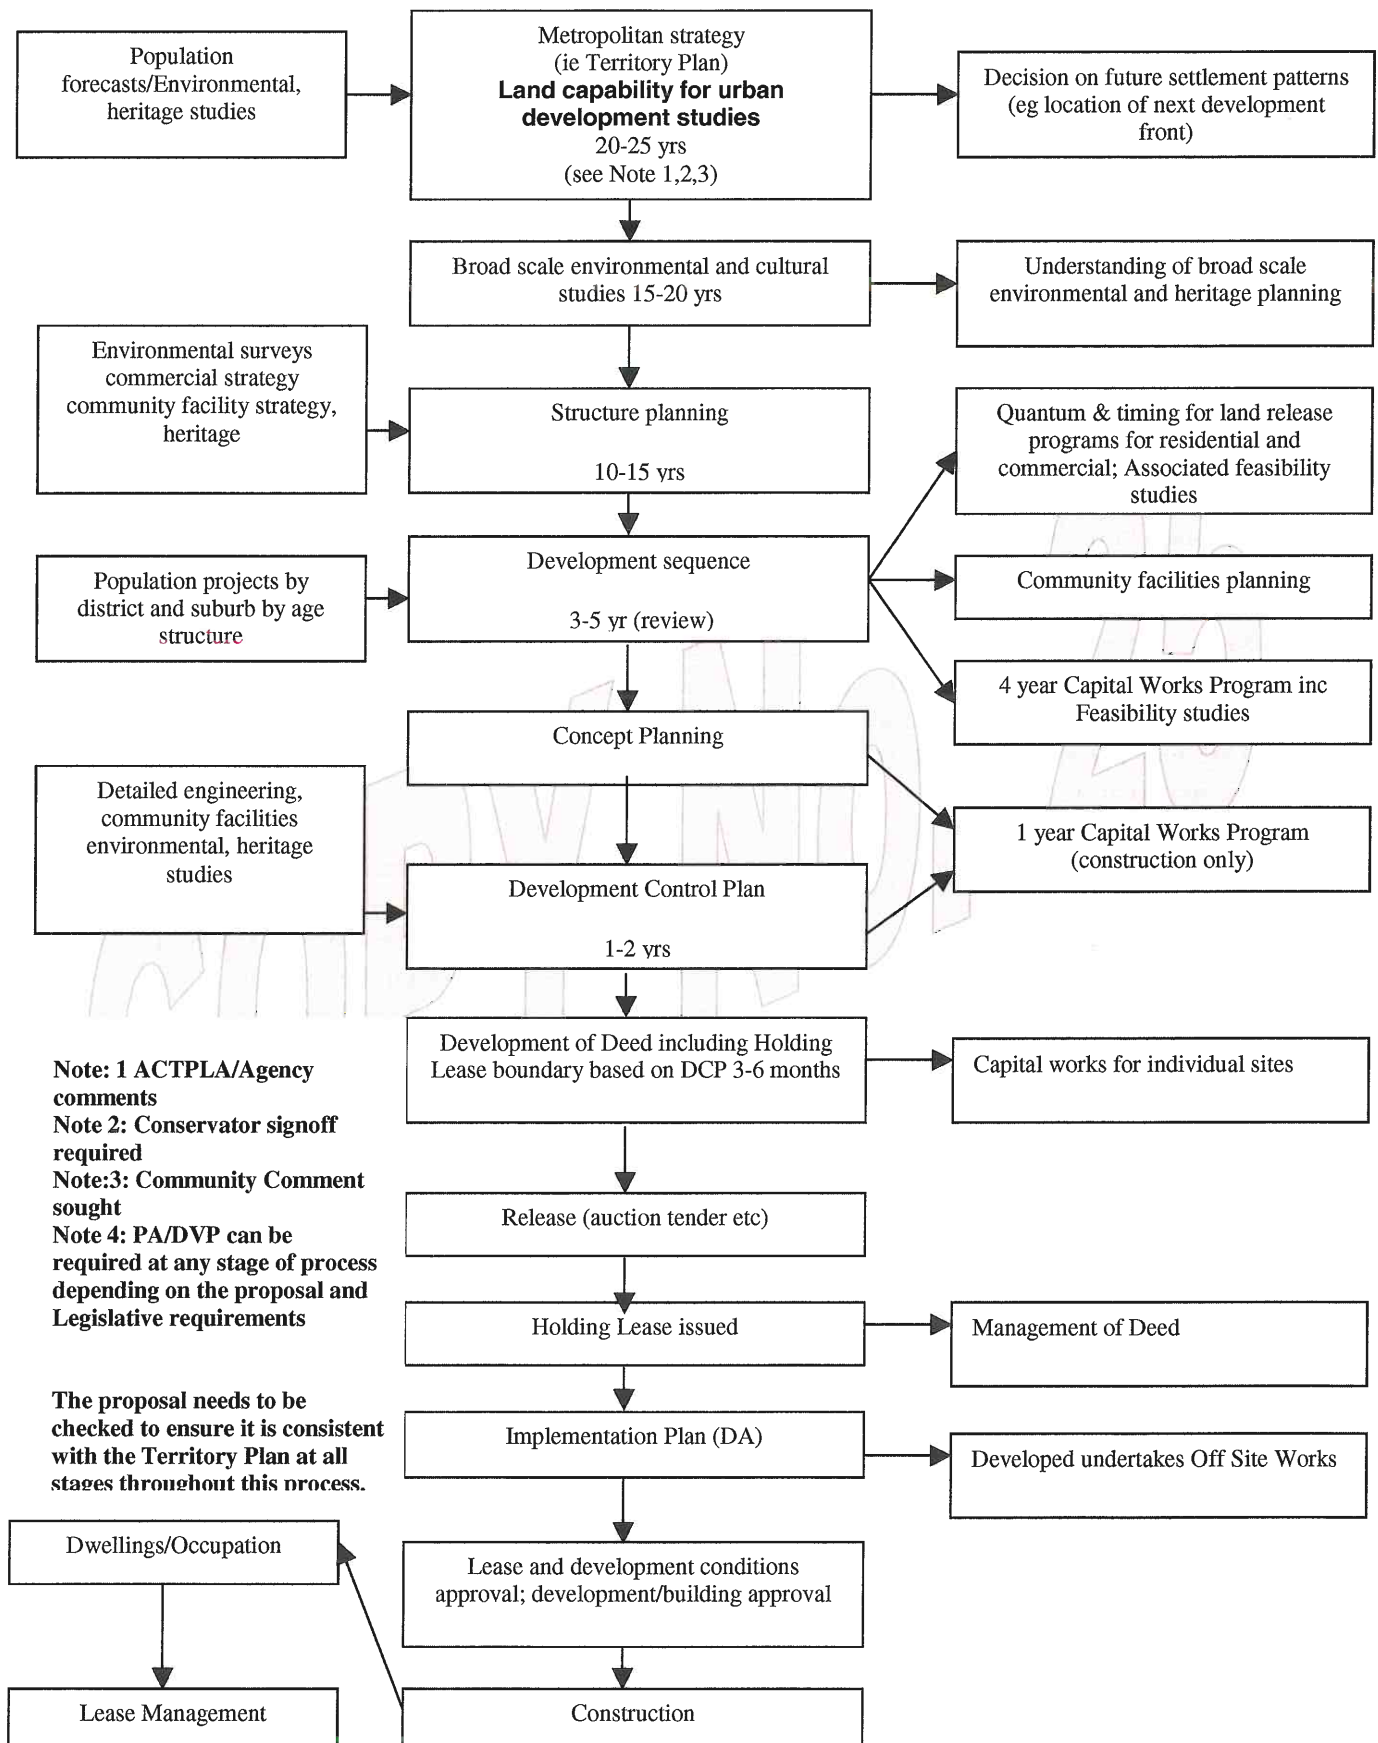 Population
forecasts/Environmental,
heritage studies
Metropolitan strategy
(ie Territory Plan)
Land capability for urban
development studies
20-25 yrs
(see Note 1,2,3)
Decision on future settlement patterns
(eg location of next development
front)
Broad scale environmental and cultural
studies 15-20 yrs
Understanding of broad scale
environmental and heritage planning
Environmental surveys
commercial strategy
community facility strategy,
heritage
Structure planning
10-15 yrs
Quantum & timing for land release
programs for residential and
commercial; Associated feasibility
studies
Population projects by
district and suburb by age
structure
Development sequence
3-5 yr (review)
Community facilities planning
4 year Capital Works Program inc
Feasibility studies
Concept Planning
Detailed engineering,
community facilities
environmental, heritage
studies
1 year Capital Works Program
(construction only)
Development Control Plan
1-2 yrs
Development of Deed including Holding
Lease boundary based on DCP 3-6 months
Capital works for individual sites
Note: 1 ACTPLA/Agency
comments
Note 2: Conservator signoff
required
Note:3: Community Comment
sought
Note 4: PA/DVP can be
required at any stage of process
depending on the proposal and
Legislative requirements
Release (auction tender etc)
Holding Lease issued
Management of Deed
The proposal needs to be
checked to ensure it is consistent
with the Territory Plan at all
stages throughout this process.
Implementation Plan (DA)
Developed undertakes Off Site Works
Dwellings/Occupation
Lease and development conditions
approval; development/building approval
Lease Management
Construction
COPY No. 25